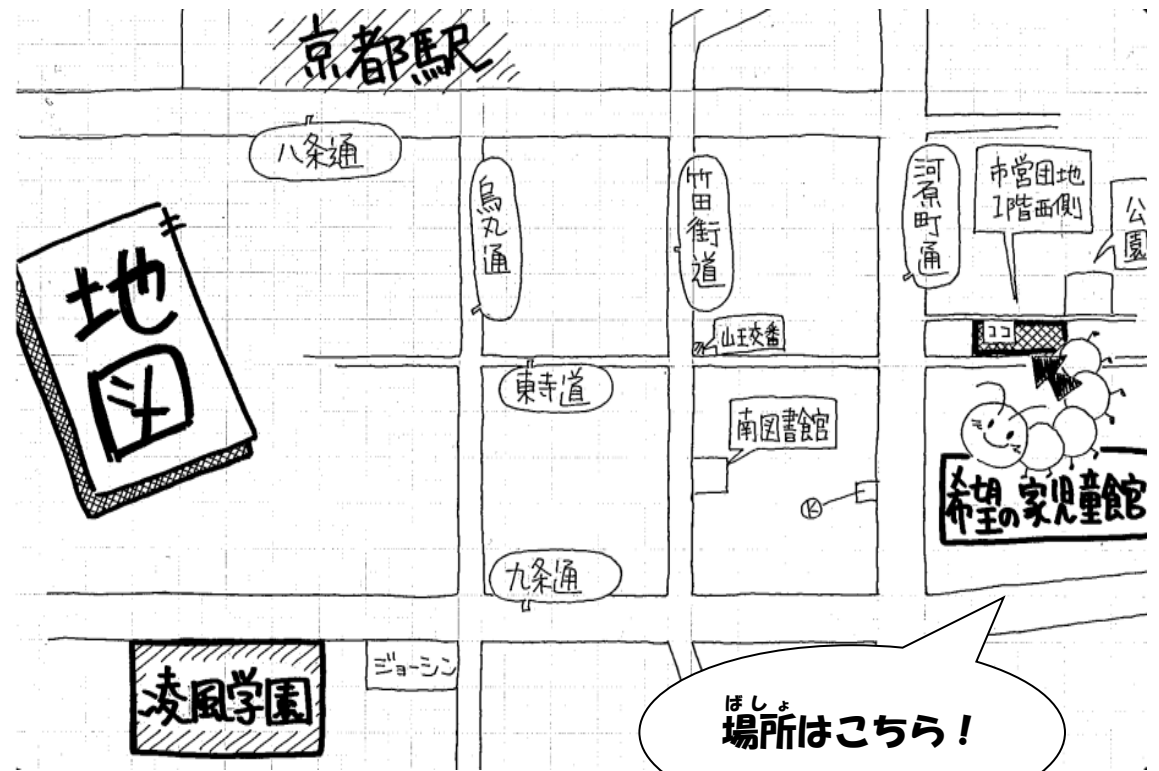 京都駅
八条通
烏丸通
竹田街道
河原町通
市営団地
1階西側
公園
地図
山王交番
ココ
東寺道
南図書館
K
希望の家児童館
九条通
凌風学園
ジョーシン
ばしょ
場所はこちら！